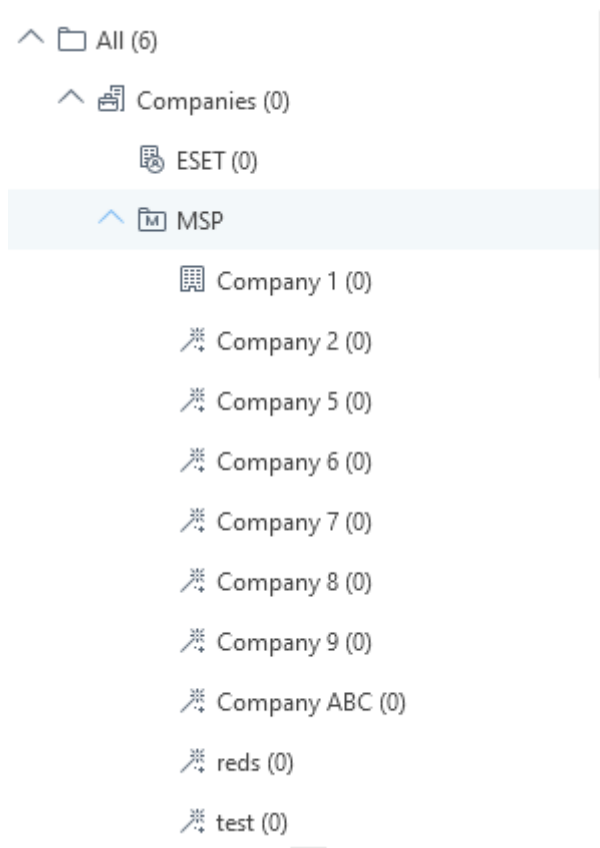 All (6)
Companies (0)
ESET (0)
MSP
Company 1 (0)
Company 2 (0)
Company 5 (0)
Company 6 (0)
Company 7 (0)
Company 8 (0)
Company 9 (0)
Company ABC (0)
reds (0)
test (0)